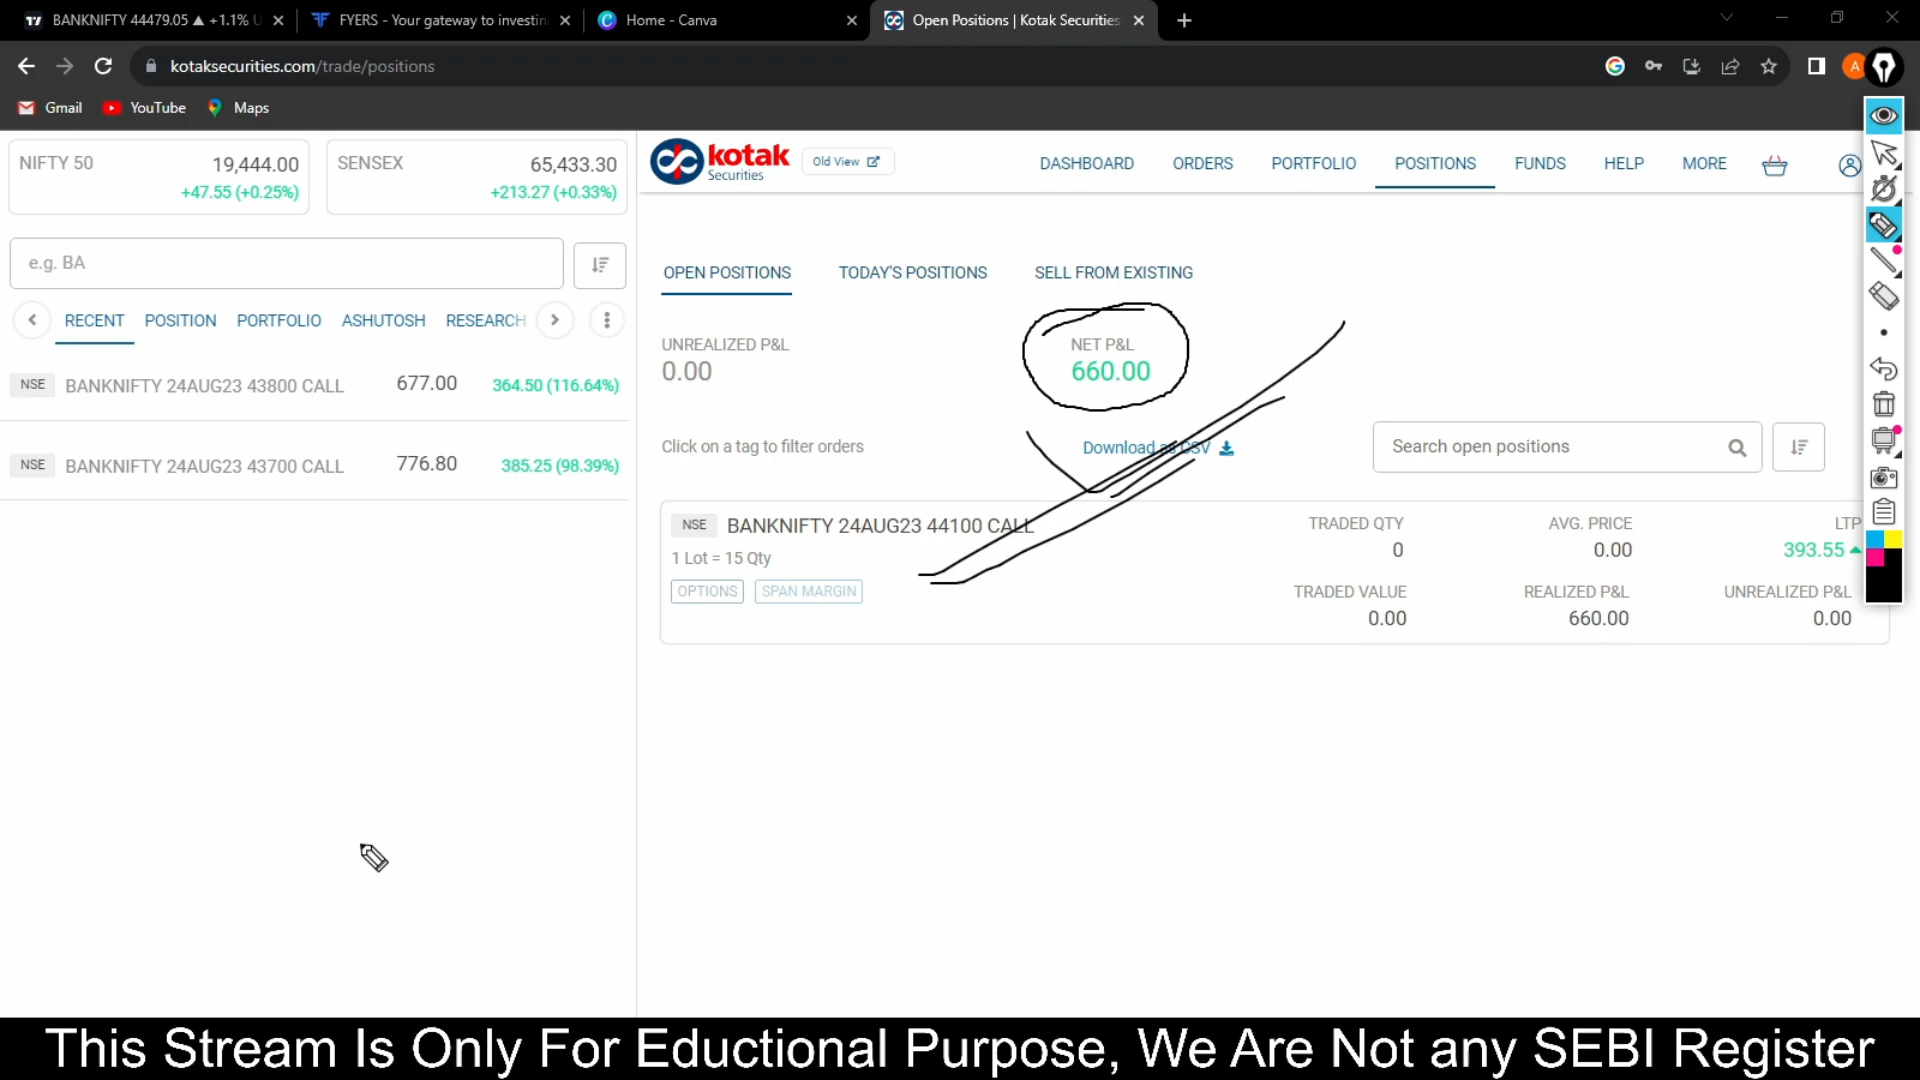 BANKNIFTY 44479.05 ▲ +1.1% U
FYERS - Your gateway to investin
Home - Canva
Open Positions | Kotak Securities
kotaksecurities.com/trade/positions
A
Gmail
YouTube
Maps
NIFTY 50
19,444.00
+47.55 (+0.25%)
SENSEX
65,433.30
+213.27 (+0.33%)
kotak
Securities
Old View
DASHBOARD
ORDERS
PORTFOLIO
POSITIONS
FUNDS
HELP
MORE
e.g. BA
RECENT
POSITION
PORTFOLIO
ASHUTOSH
RESEARCH
NSE
BANKNIFTY 24AUG23 43800 CALL
677.00
364.50 (116.64%)
NSE
BANKNIFTY 24AUG23 43700 CALL
776.80
385.25 (98.39%)
OPEN POSITIONS
TODAY'S POSITIONS
SELL FROM EXISTING
UNREALIZED P&L
0.00
NET P&L
660.00
Click on a tag to filter orders
Download as CSV
Search open positions
NSE
BANKNIFTY 24AUG23 44100 CALL
1 Lot = 15 Qty
OPTIONS
SPAN MARGIN
TRADED QTY
0
AVG. PRICE
0.00
LTP
393.55
TRADED VALUE
0.00
REALIZED P&L
660.00
UNREALIZED P&L
0.00
This Stream Is Only For Eductional Purpose, We Are Not any SEBI Register